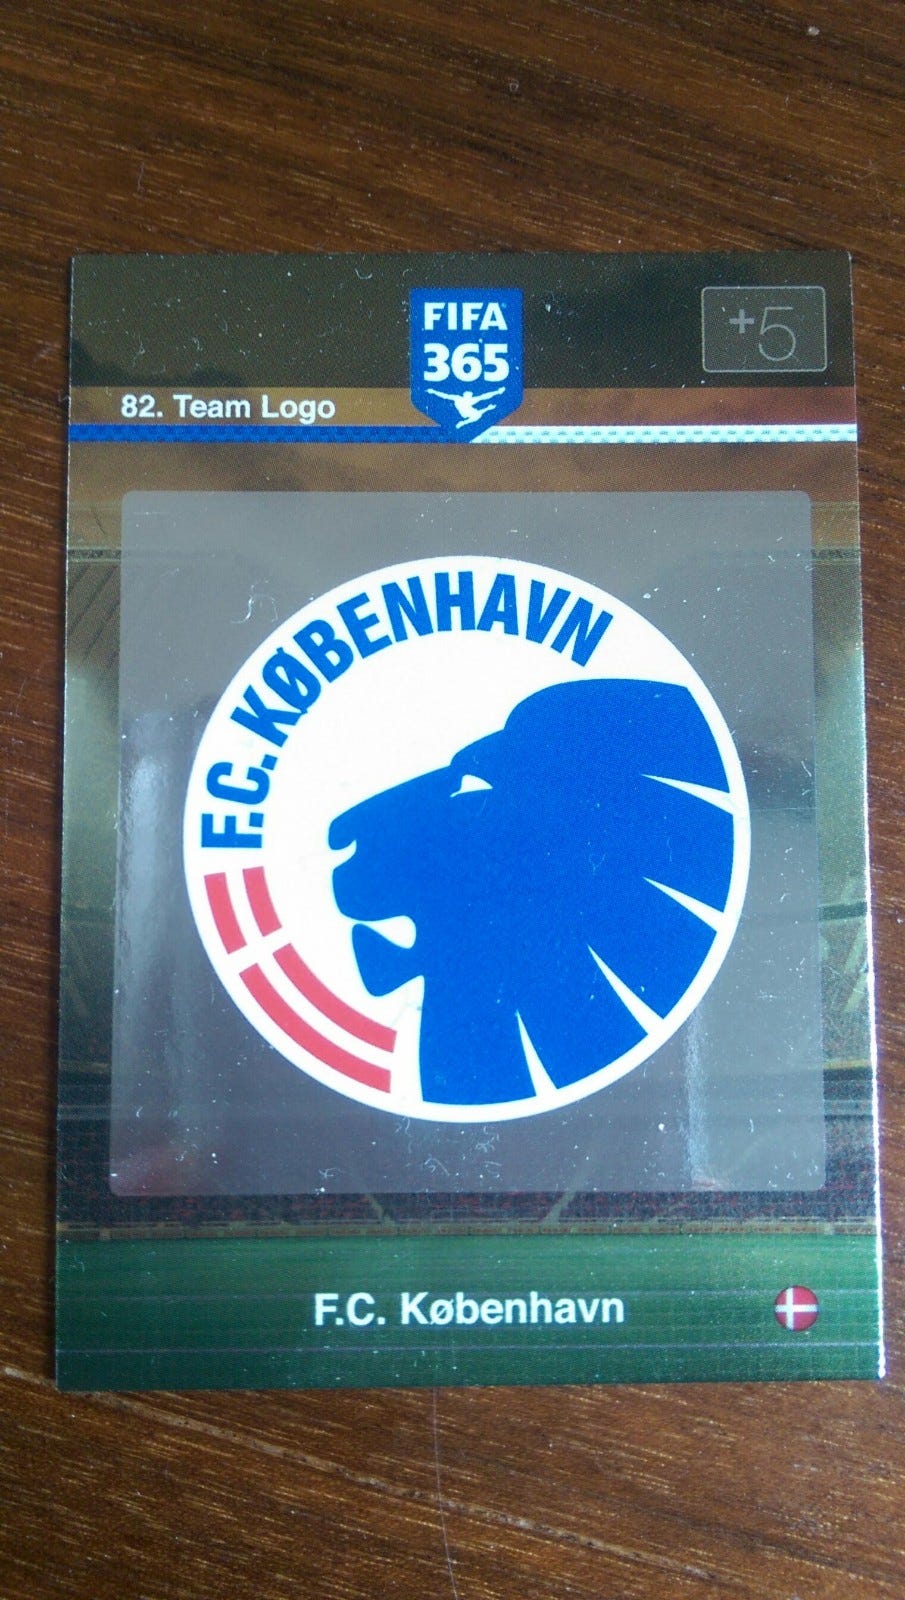 FIFA
365
+5
82. Team Logo
F.C. KØBENHAVN
F.C. København